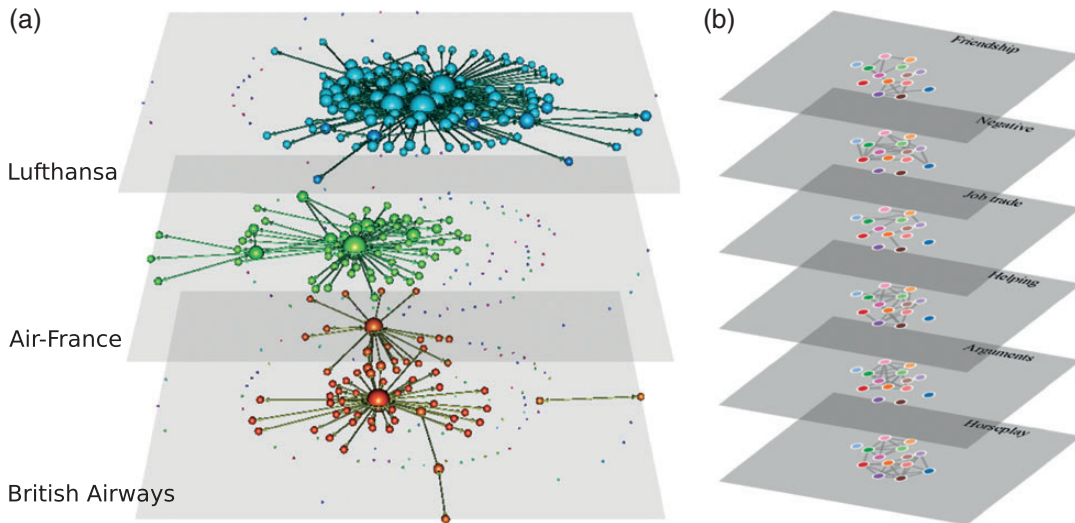 (a)
Lufthansa
Air-France
British Airways
(b)
Friendship
Negative
Job trade
Helping
Arguments
Horseplay